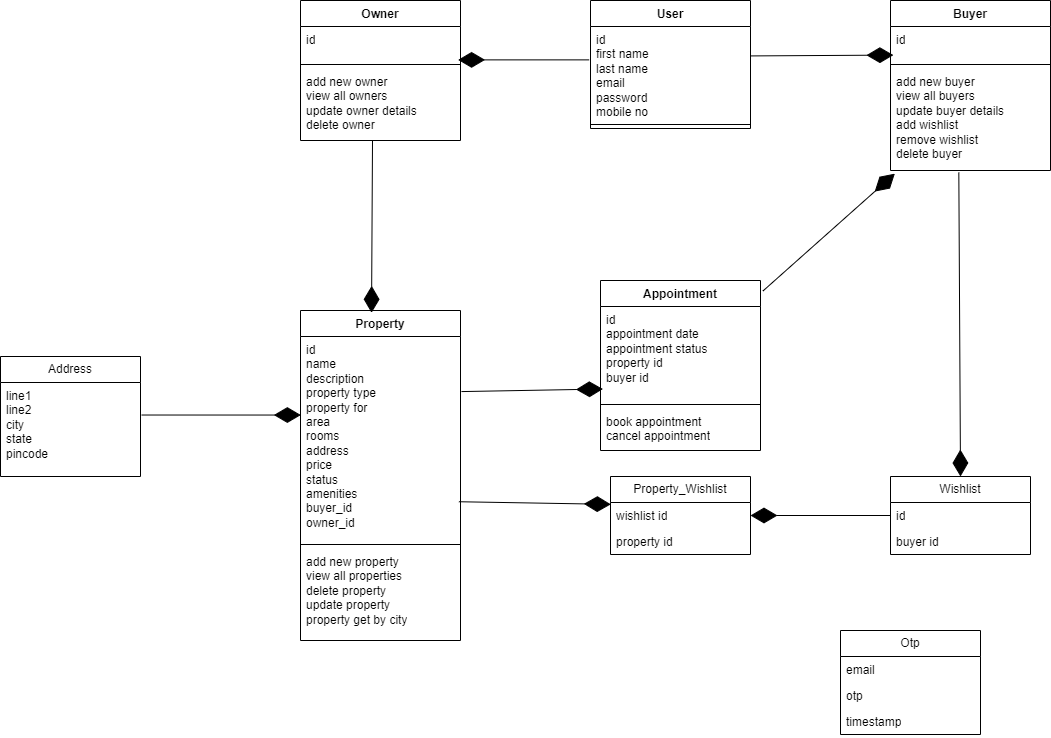 Owner
id
add new owner
view all owners
update owner details
delete owner
User
id
first name
last name
email
password
mobile no
Buyer
id
add new buyer
view all buyers
update buyer details
add wishlist
remove wishlist
delete buyer
Address
line1
line2
city
state
pincode
Property
id
name
description
property type
property for
area
rooms
address
price
status
amenities
buyer_id
owner_id
add new property
view all properties
delete property
update property
property get by city
Appointment
id
appointment date
appointment status
property id
buyer id
book appointment
cancel appointment
Property_Wishlist
wishlist id
property id
Wishlist
id
buyer id
Otp
email
otp
timestamp